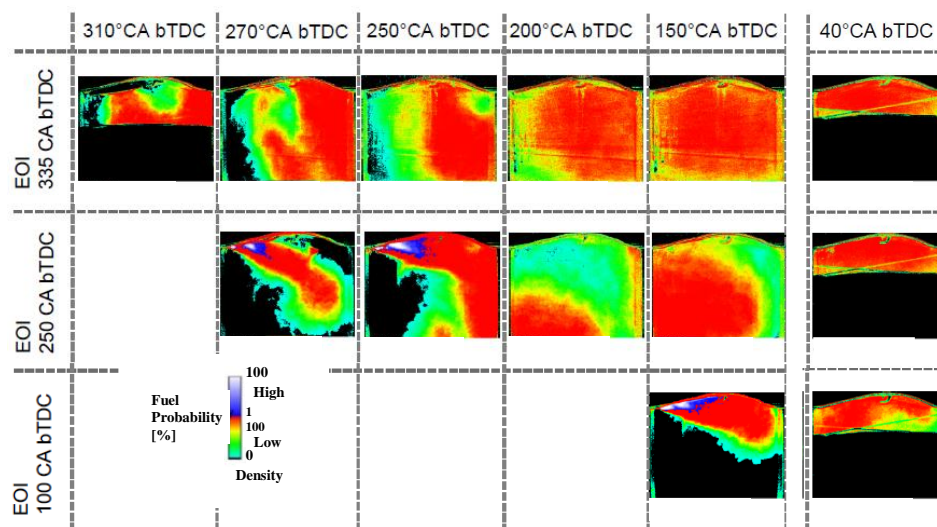 310°CA bTDC 270°CA bTDC 250°CA bTDC 200°CA bTDC 150°CA bTDC 40°CA bTDC
EOI
335 CA bTDC
EOI
250 CA bTDC
EOI
100 CA bTDC
Fuel
Probability
[%]
100
High
1
100
Low
0
Density